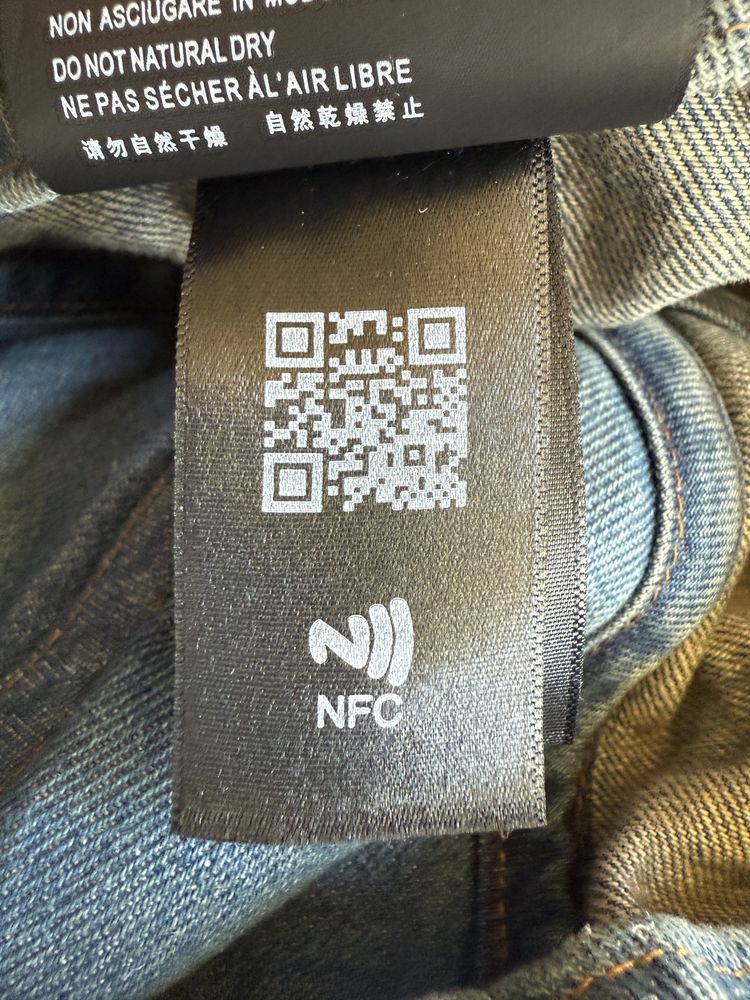 NON ASCIUGARE IN
DO NOT NATURAL DRY
NE PAS SÉCHER À L'AIR LIBRE
请勿自然干燥 自然乾燥禁止
NFC